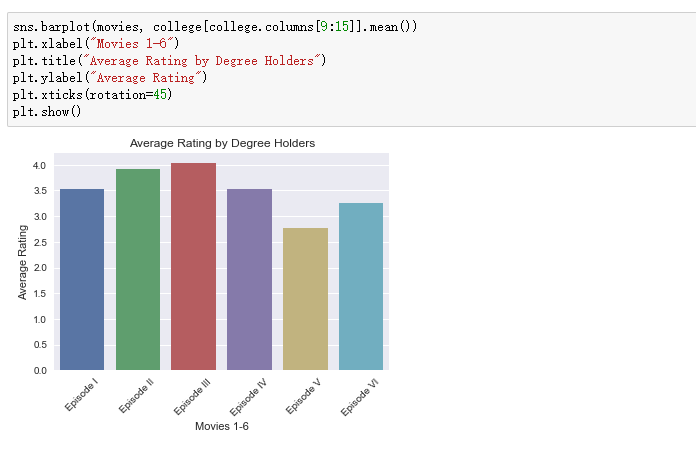 sns.barplot(movies, college[college.columns[9:15]].mean())
plt.xlabel("Movies 1-6")
plt.title("Average Rating by Degree Holders")
plt.ylabel("Average Rating")
plt.xticks(rotation=45)
plt.show()
Average Rating by Degree Holders
4.0
3.5
3.0
2.5
2.0
1.5
1.0
0.5
0.0
Average Rating
Episode I
Episode II
Episode III
Episode IV
Episode V
Episode VI
Movies 1-6